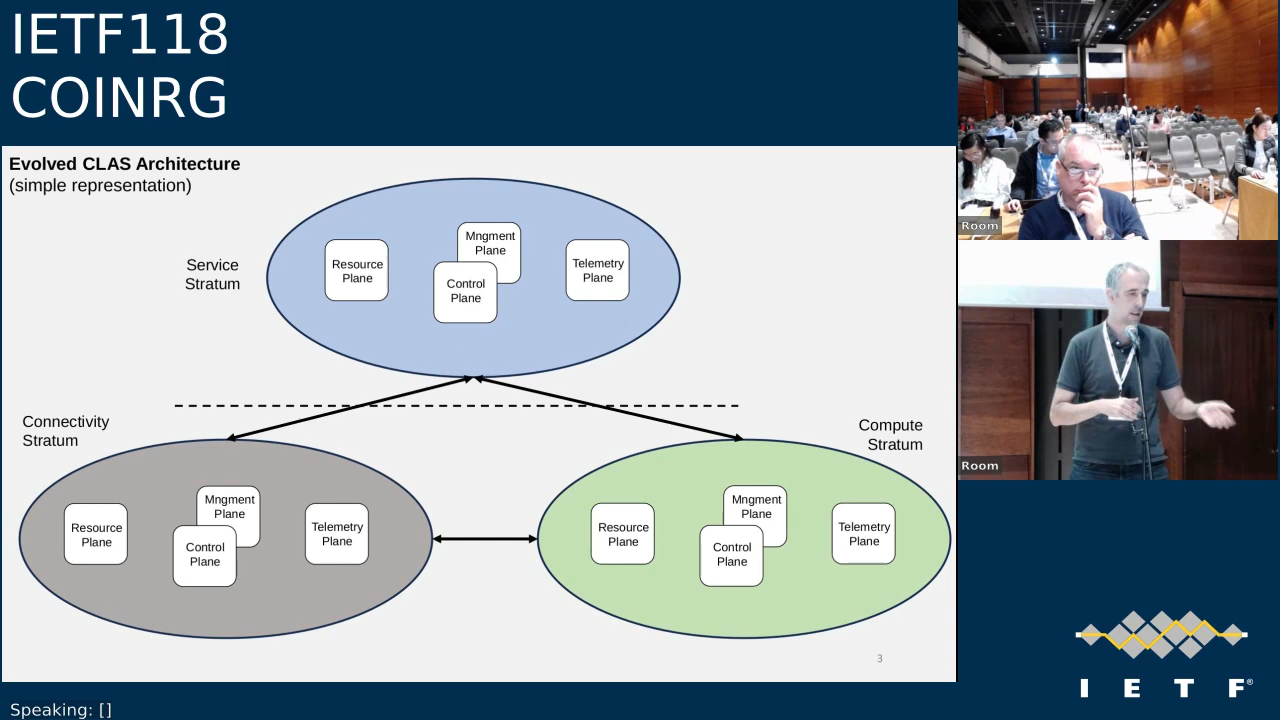 IETF118
COINRG
Evolved CLAS Architecture
(simple representation)
Service
Stratum
Resource
Plane
Mngment
Plane
Control
Plane
Telemetry
Plane
Connectivity
Stratum
Resource
Plane
Mngment
Plane
Control
Plane
Telemetry
Plane
Compute
Stratum
Resource
Plane
Mngment
Plane
Control
Plane
Telemetry
Plane
3
Room
Room
I E T F®
Speaking: []